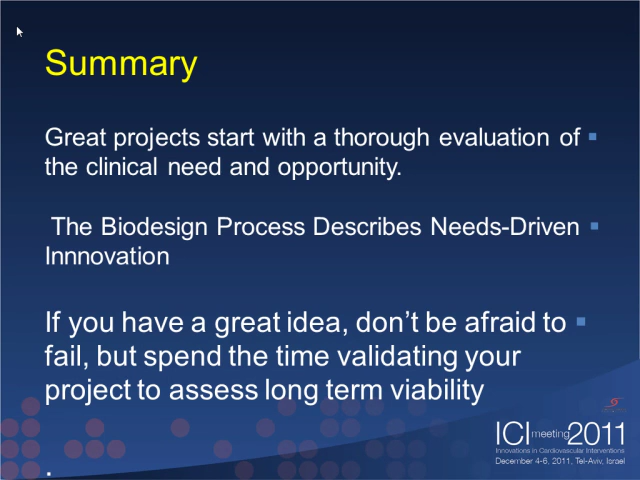 Summary
Great projects start with a thorough evaluation of
the clinical need and opportunity.
The Biodesign Process Describes Needs-Driven
Innnovation
If you have a great idea, don’t be afraid to
fail, but spend the time validating your
project to assess long term viability
.
ICI meeting 2011
Innovations in Cardiovascular Interventions
December 4-6, 2011, Tel-Aviv, Israel